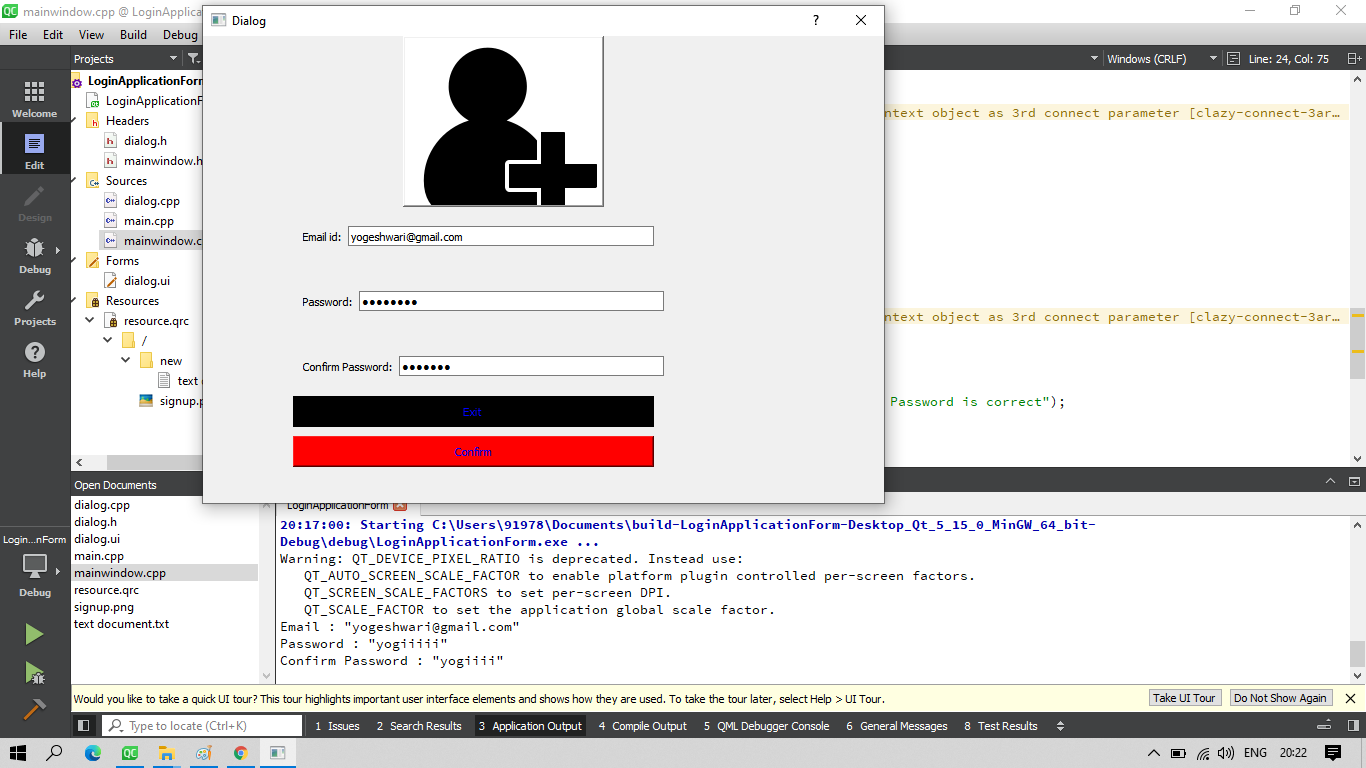 mainwindow.cpp @ LoginApplication
Dialog
?
File Edit View Build Debug
Projects
Windows (CRLF)
Line: 24, Col: 75
Welcome
Edit
Design
Debug
Projects
Help
LoginApplicationForm
LoginApplicationF
Headers
dialog.h
mainwindow.h
Sources
dialog.cpp
main.cpp
mainwindow.c
Forms
dialog.ui
Resources
resource.qrc
/
new
text
signup.p
Email id: yogeshwari@gmail.com
Password: ●●●●●●●●
Confirm Password: ●●●●●●●
Exit
Confirm
ntext object as 3rd connect parameter [clazy-connect-3ar…
ntext object as 3rd connect parameter [clazy-connect-3ar…
Password is correct");
Open Documents
dialog.cpp
dialog.h
dialog.ui
main.cpp
mainwindow.cpp
resource.qrc
signup.png
text document.txt
Login...nForm
Debug
LoginApplicationForm
20:17:00: Starting C:\Users\91978\Documents\build-LoginApplicationForm-Desktop_Qt_5_15_0_MinGW_64_bit-
Debug\debug\LoginApplicationForm.exe ...
Warning: QT_DEVICE_PIXEL_RATIO is deprecated. Instead use:
QT_AUTO_SCREEN_SCALE_FACTOR to enable platform plugin controlled per-screen factors.
QT_SCREEN_SCALE_FACTORS to set per-screen DPI.
QT_SCALE_FACTOR to set the application global scale factor.
Email : "yogeshwari@gmail.com"
Password : "yogiiiii"
Confirm Password : "yogiiii"
Would you like to take a quick UI tour? This tour highlights important user interface elements and shows how they are used. To take the tour later, select Help > UI Tour.
Take UI Tour
Do Not Show Again
Type to locate (Ctrl+K)
1 Issues 2 Search Results 3 Application Output 4 Compile Output 5 QML Debugger Console 6 General Messages 8 Test Results
ENG 20:22